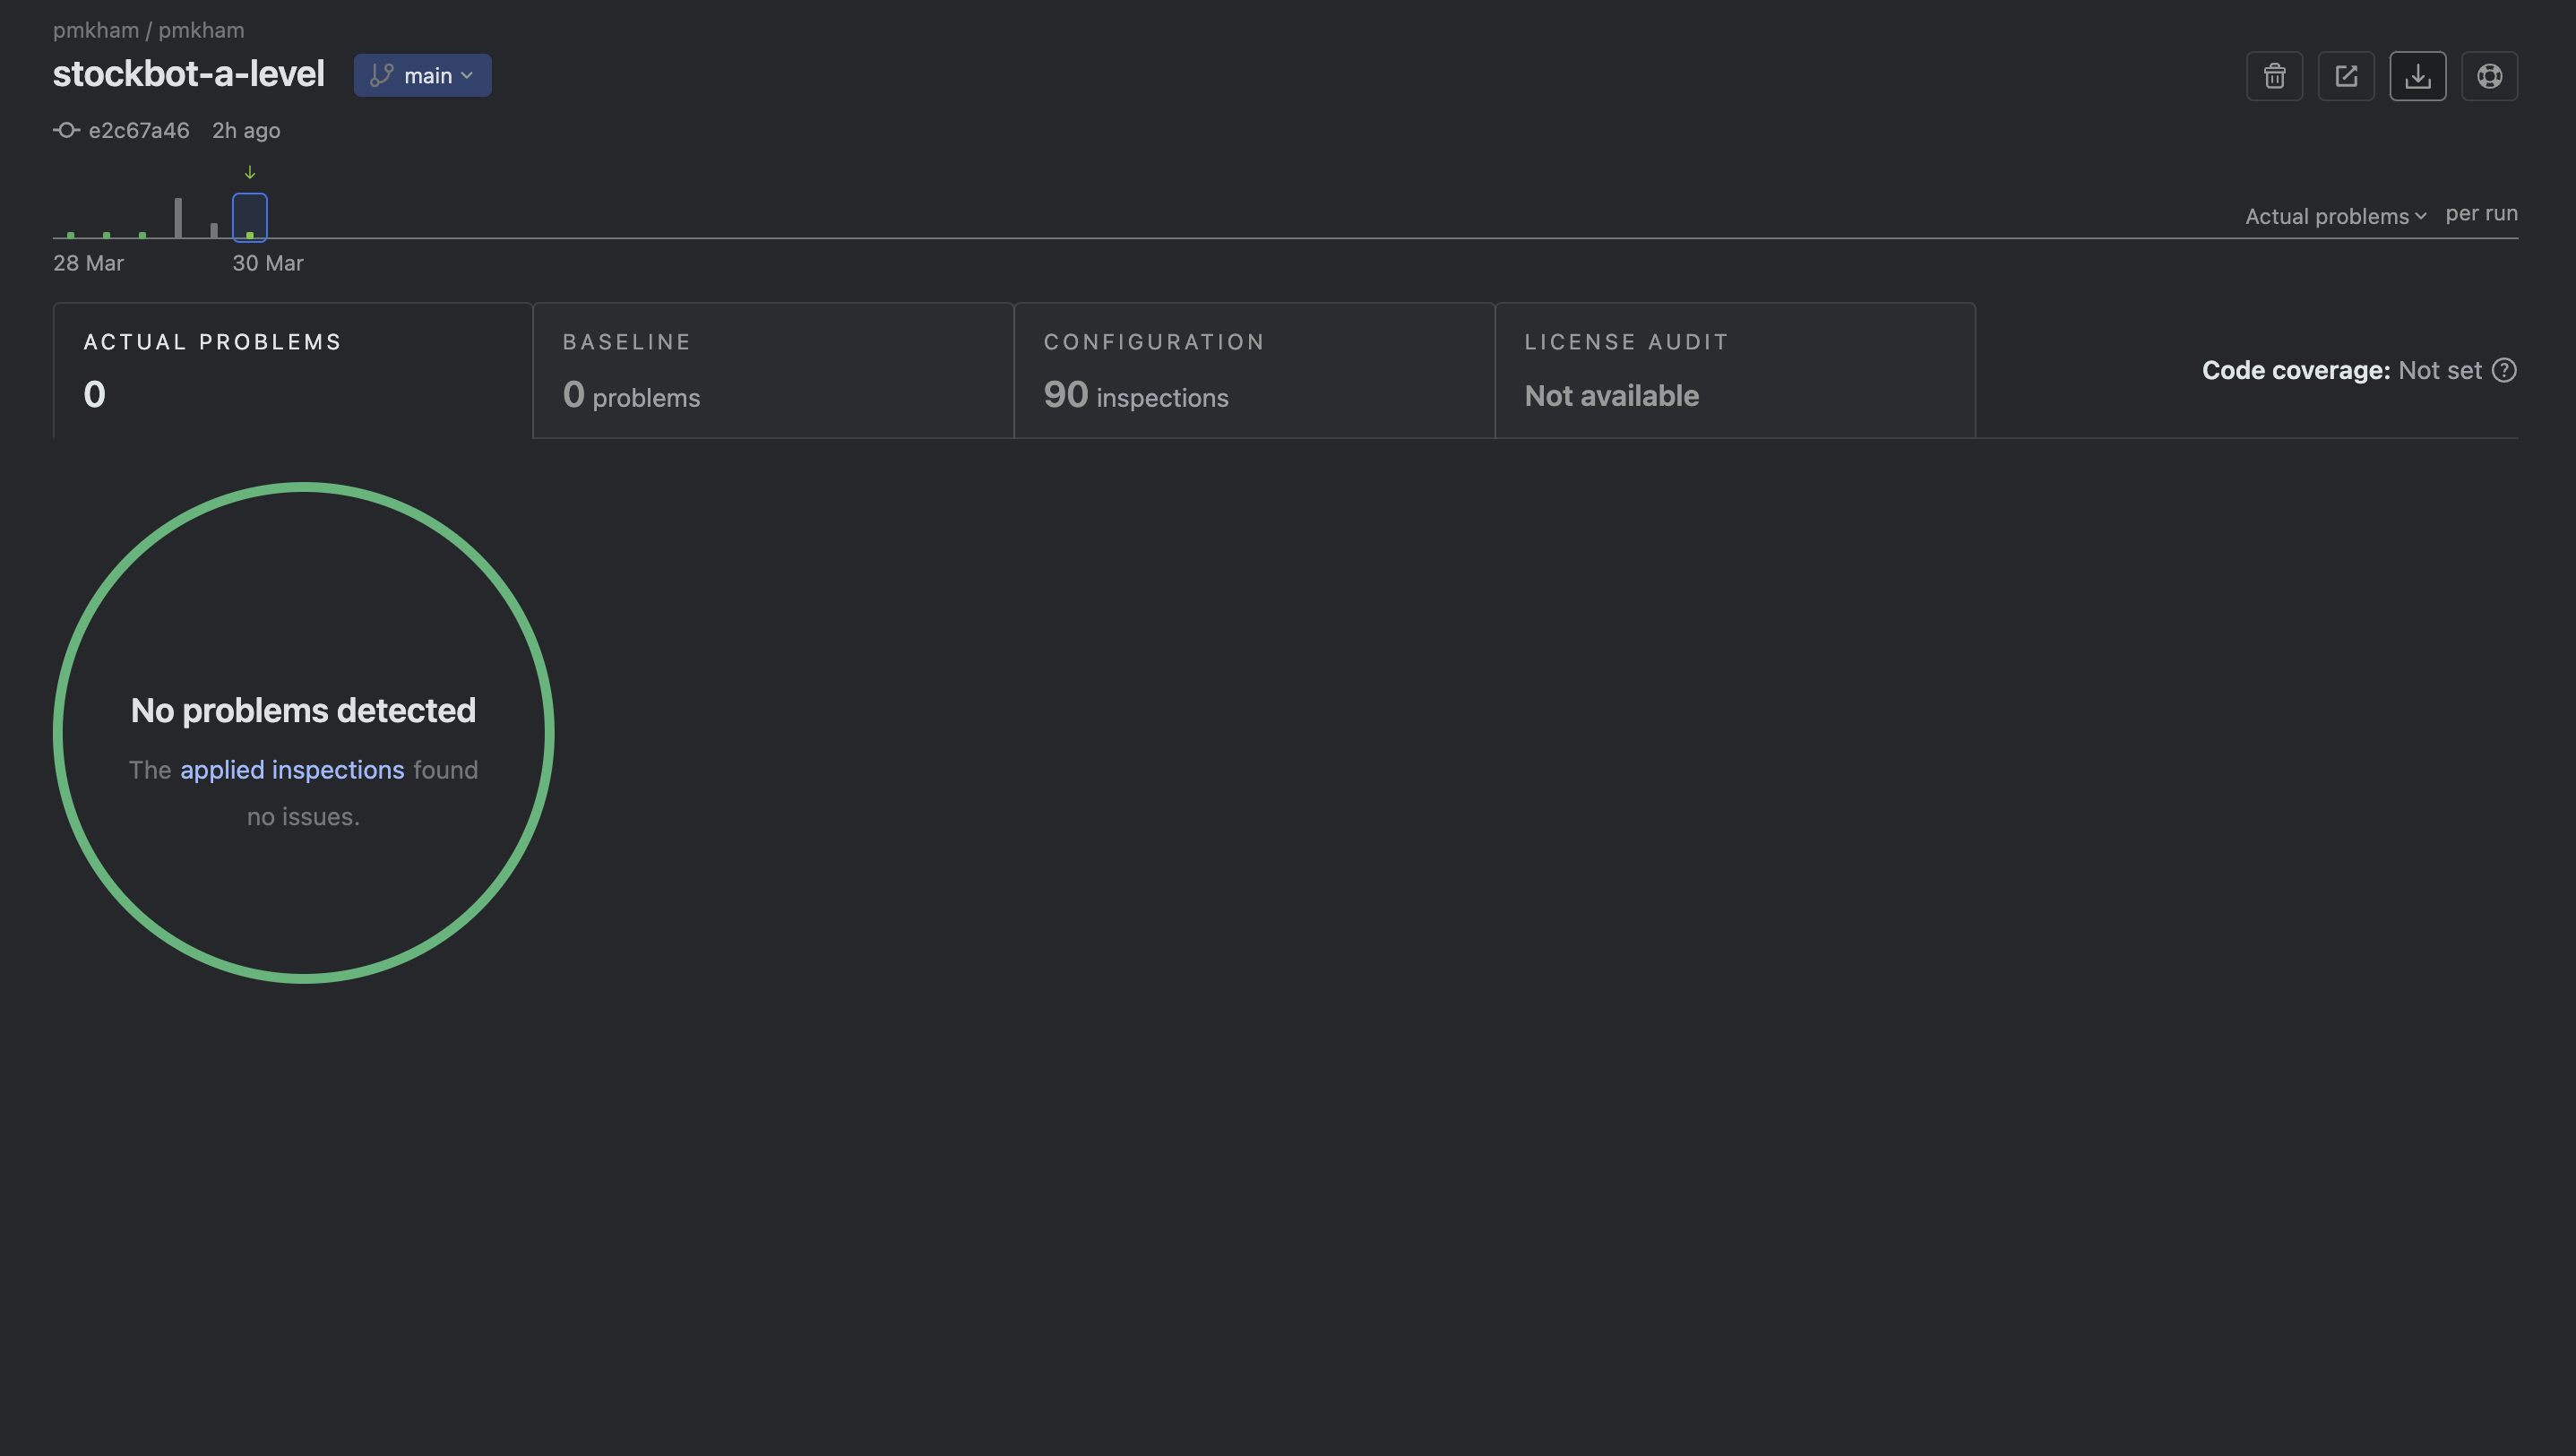 pmkham / pmkham
stockbot-a-level
main
e2c67a46 2h ago
Actual problems per run
28 Mar 30 Mar
ACTUAL PROBLEMS
0
BASELINE
0 problems
CONFIGURATION
90 inspections
LICENSE AUDIT
Not available
Code coverage: Not set ?
No problems detected
The applied inspections found
no issues.